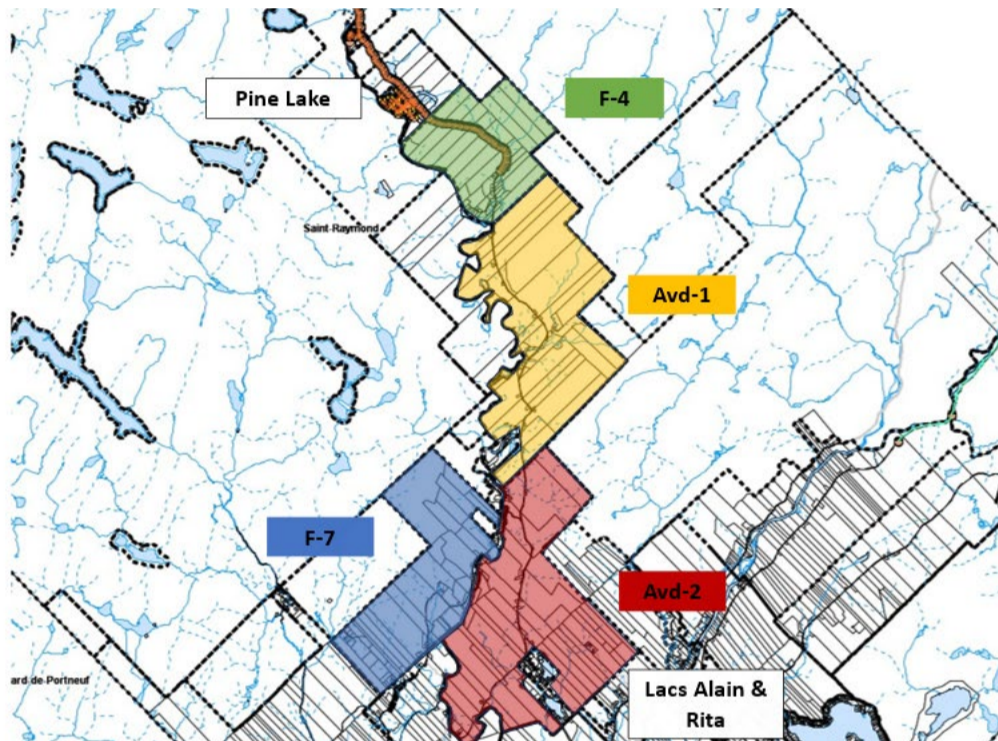 Pine Lake
F-4
Saint-Raymond
Avd-1
F-7
Avd-2
ard-de-Portneuf
Lacs Alain &
Rita